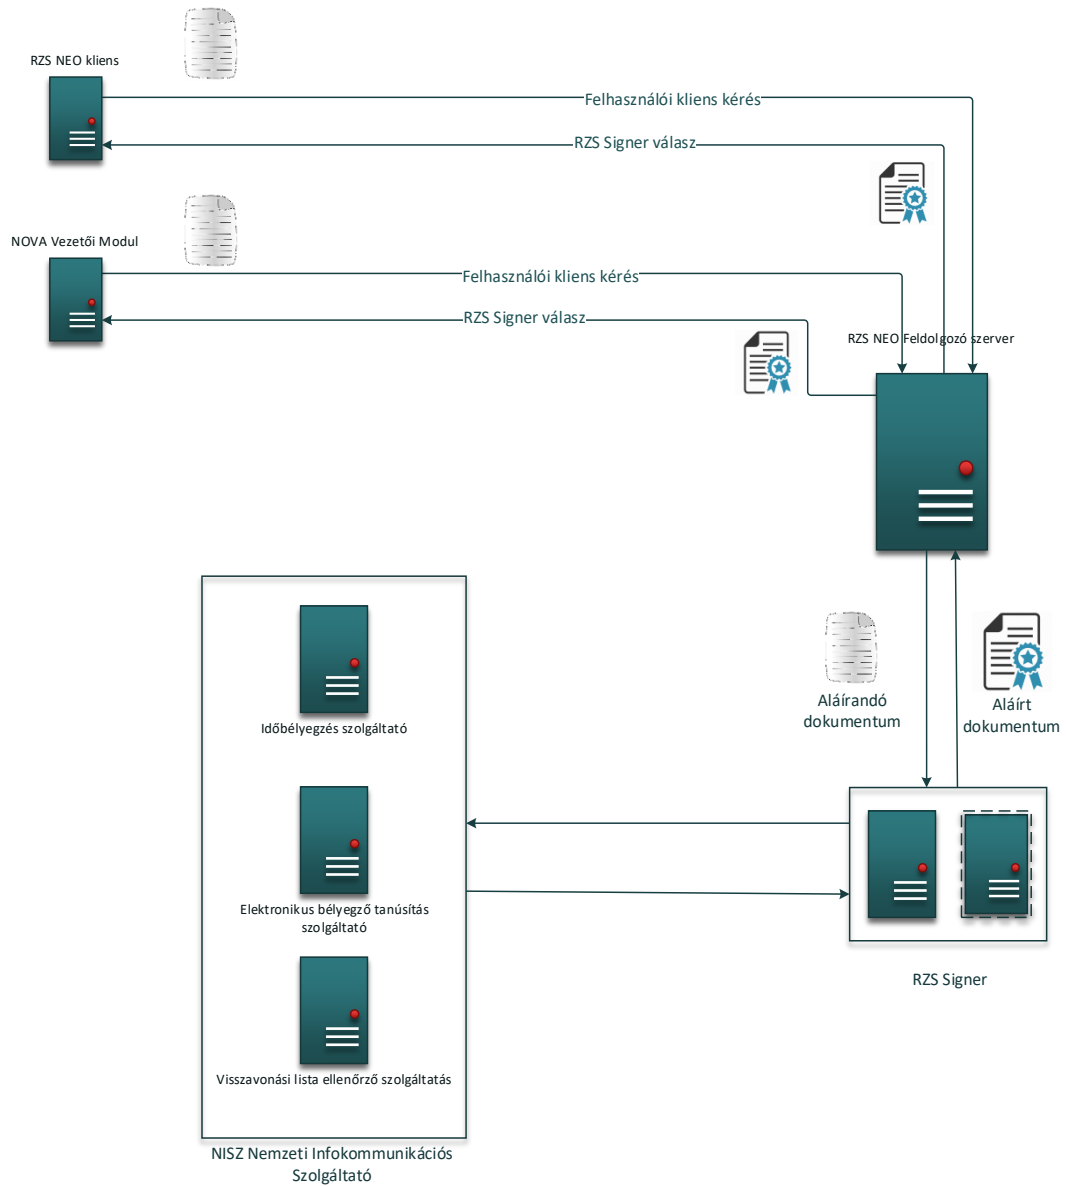 RZS NEO kliens
Felhasználói kliens kérés
RZS Signer válasz
NOVA Vezetői Modul
Felhasználói kliens kérés
RZS Signer válasz
RZS NEO Feldolgozó szerver
Aláírandó
dokumentum
Aláírt
dokumentum
Időbélyegzés szolgáltató
Elektronikus bélyegző tanúsítás
szolgáltató
Visszavonási lista ellenőrző szolgáltatás
RZS Signer
NISZ Nemzeti Infokommunikációs
Szolgáltató